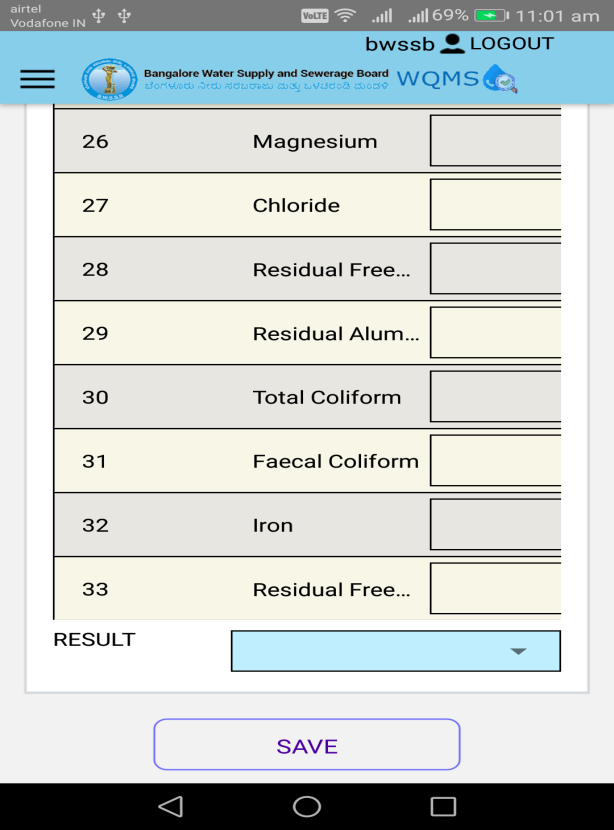 airtel
Vodafone IN VoLTE 69% 11:01 am
bwssb LOGOUT
Bangalore Water Supply and Sewerage Board WQMS
ಬೆಂಗಳೂರು ನೀರು ಸರಬರಾಜು ಮತ್ತು ಒಳಚರಂಡಿ ಮಂಡಳಿ
26 Magnesium
27 Chloride
28 Residual Free...
29 Residual Alum...
30 Total Coliform
31 Faecal Coliform
32 Iron
33 Residual Free...
RESULT
SAVE